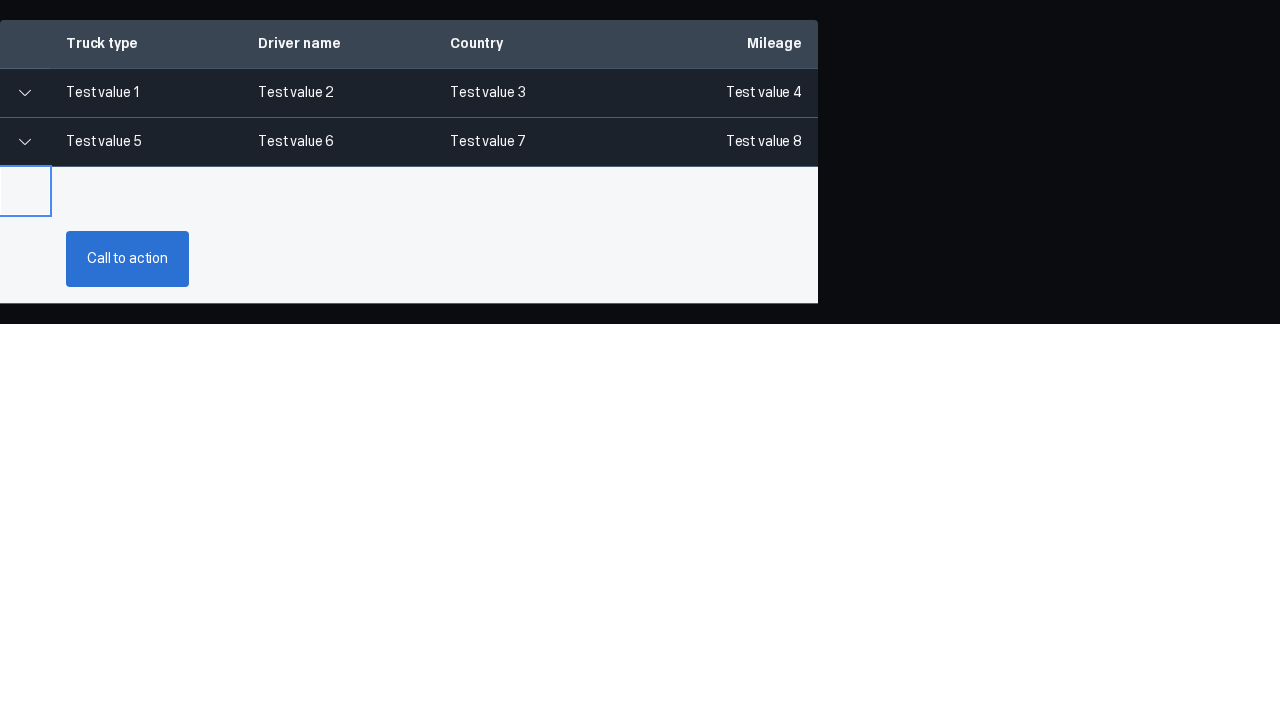 Truck type Driver name Country Mileage
Test value 1 Test value 2 Test value 3 Test value 4
Test value 5 Test value 6 Test value 7 Test value 8
Call to action